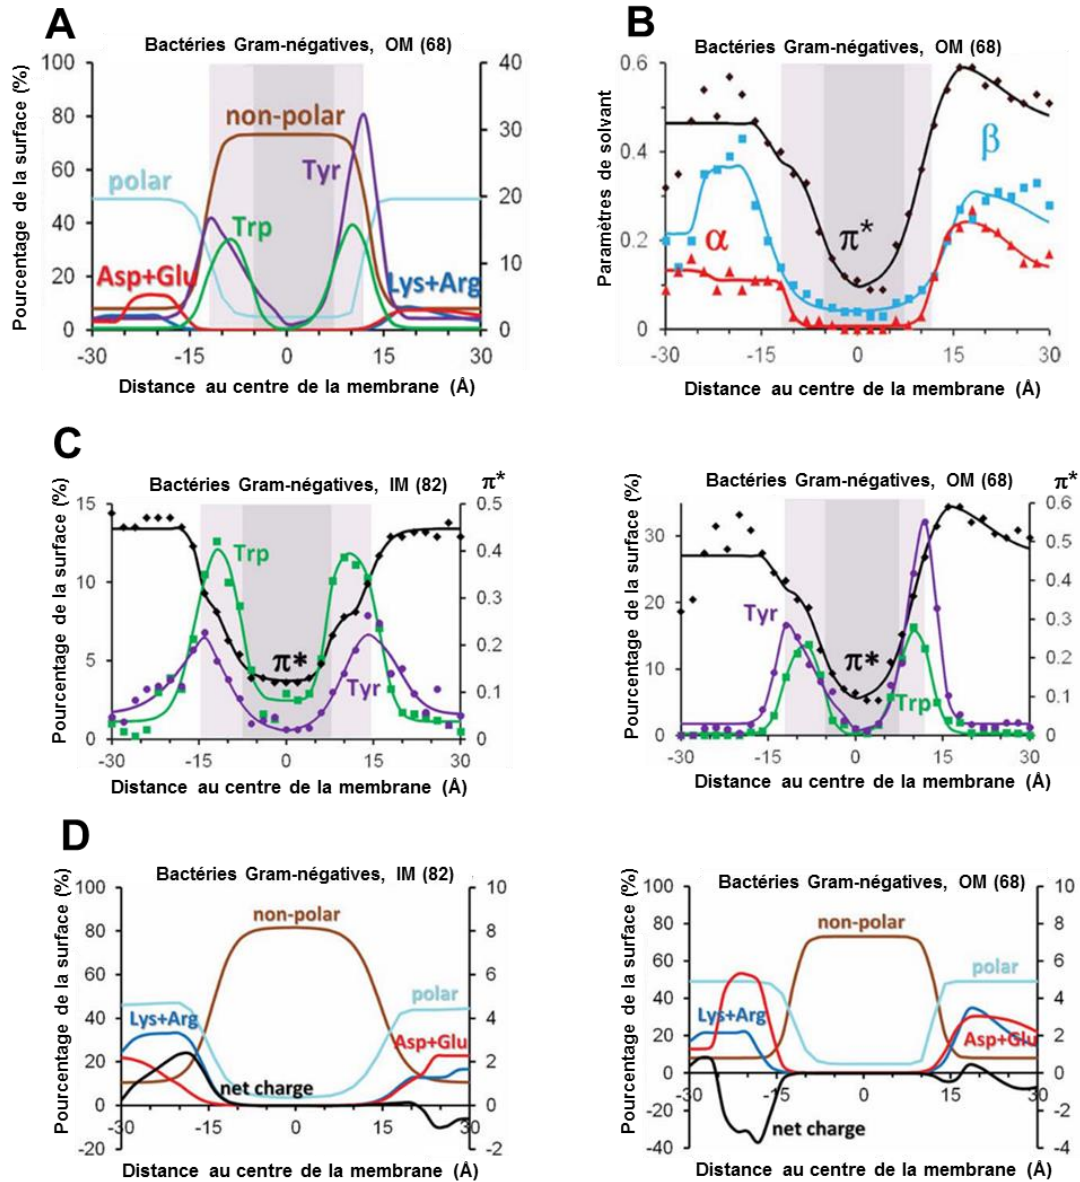 A
Bactéries Gram-négatives, OM (68)
Pourcentage de la surface (%)
100
80
60
40
20
0
40
30
20
10
0
non-polar
Tyr
polar
Trp
Asp+Glu
Lys+Arg
-30
-15
0
15
30
Distance au centre de la membrane (Å)
B
Bactéries Gram-négatives, OM (68)
Paramètres de solvant
0.6
0.4
0.2
0
β
α
π*
-30
-15
0
15
30
Distance au centre de la membrane (Å)
C
Bactéries Gram-négatives, IM (82)
π*
Pourcentage de la surface (%)
15
10
5
0
0.5
0.4
0.3
0.2
0.1
0
Trp
π*
Tyr
-30
-15
0
15
30
Distance au centre de la membrane (Å)
Bactéries Gram-négatives, OM (68)
π*
Pourcentage de la surface (%)
30
20
10
0
0.6
0.5
0.4
0.3
0.2
0.1
0
Tyr
π*
Trp
-30
-15
0
15
30
Distance au centre de la membrane (Å)
D
Bactéries Gram-négatives, IM (82)
Pourcentage de la surface (%)
100
80
60
40
20
0
-20
10
8
6
4
2
0
-2
non-polar
polar
Lys+Arg
Asp+Glu
net charge
-30
-15
0
15
30
Distance au centre de la membrane (Å)
Bactéries Gram-négatives, OM (68)
Pourcentage de la surface (%)
100
80
60
40
20
0
-20
-40
10
8
6
4
2
0
-2
-4
non-polar
polar
Lys+Arg
Asp+Glu
net charge
-30
-15
0
15
30
Distance au centre de la membrane (Å)